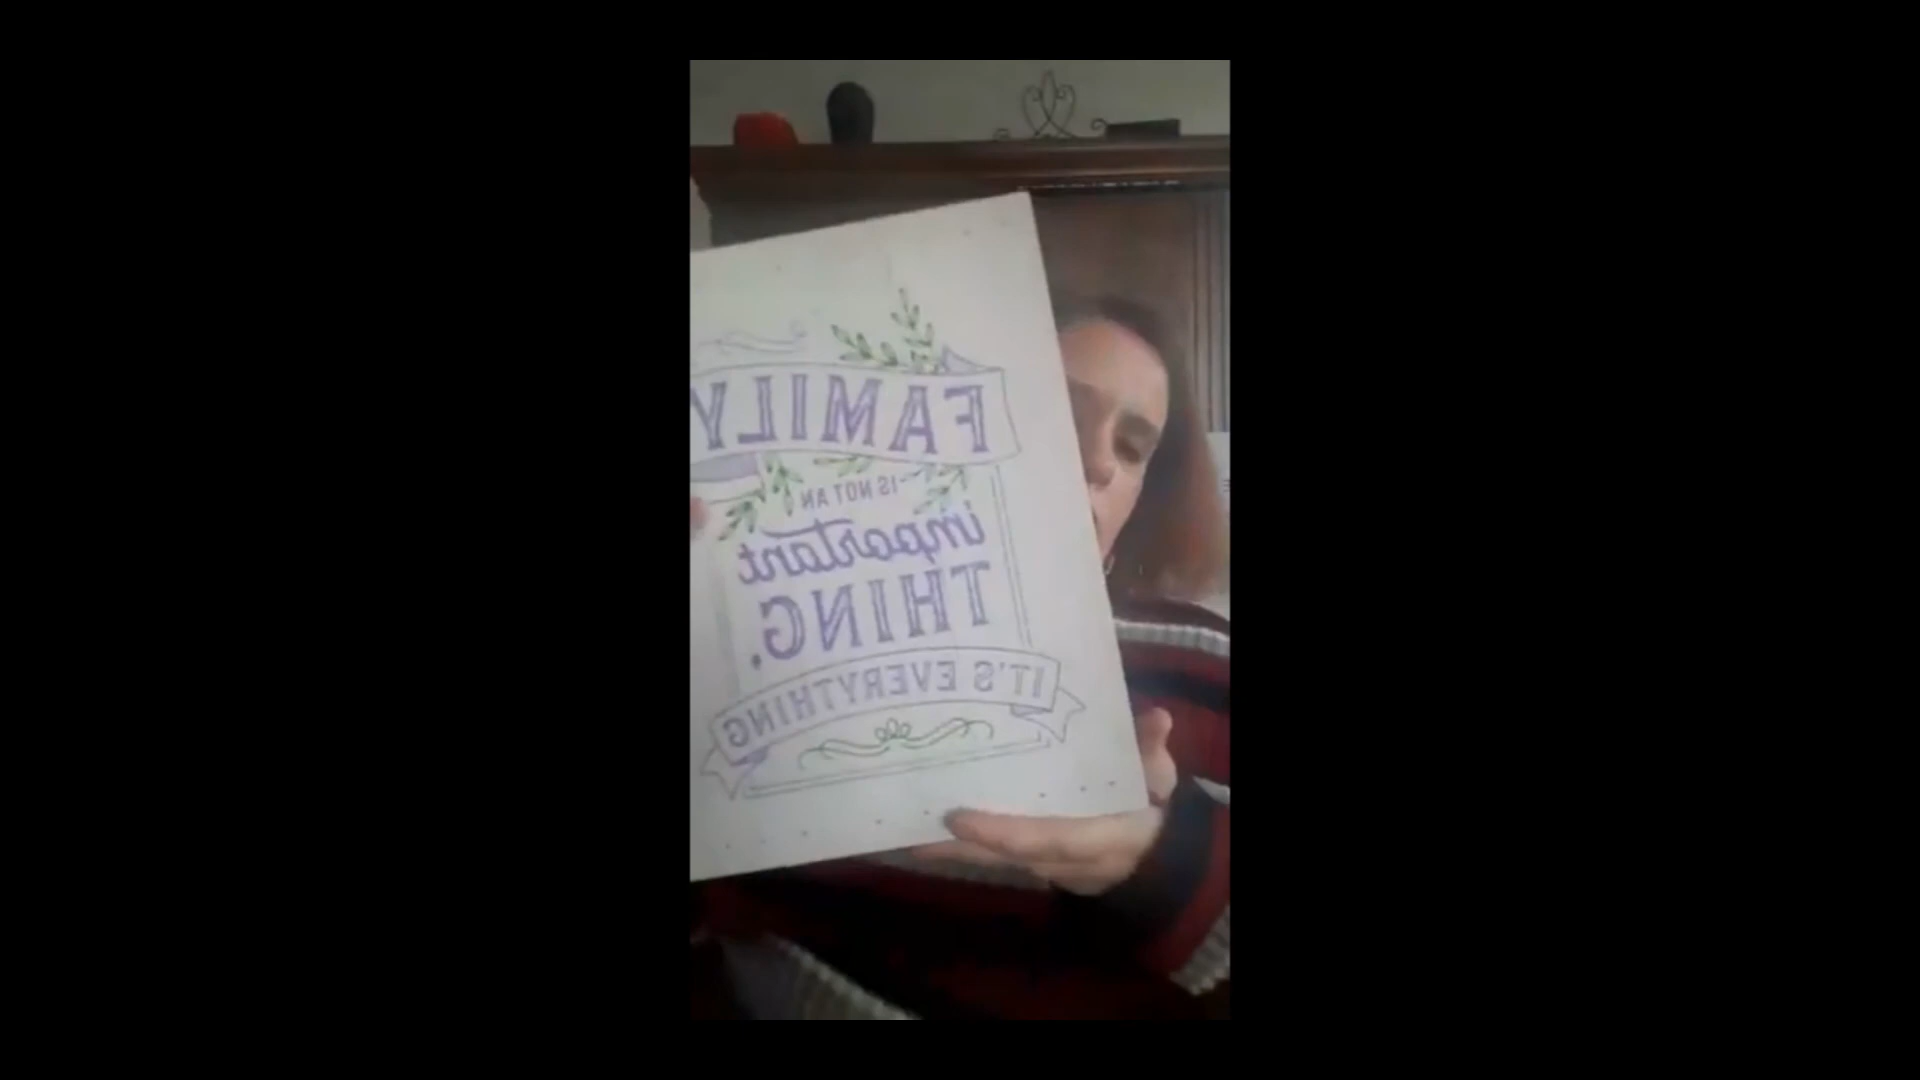 FAMILY
IS NOT AN
important
THING.
IT'S EVERYTHING